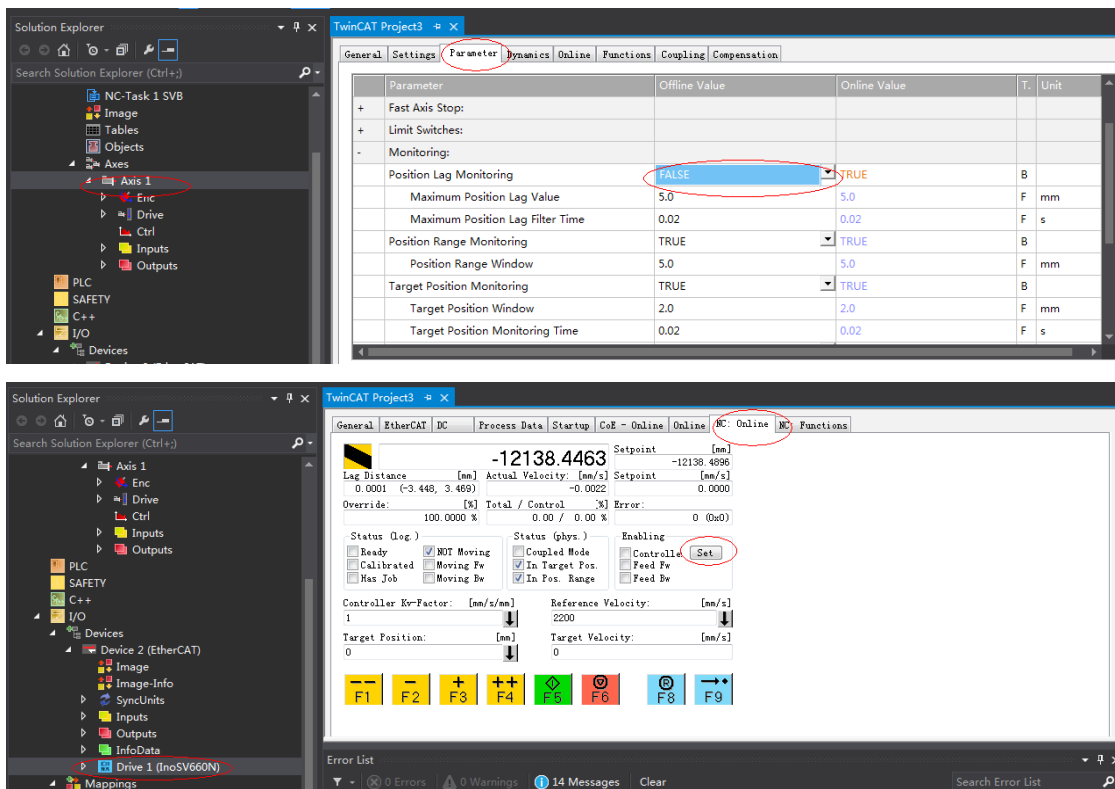 Solution Explorer
Search Solution Explorer (Ctrl+;)
NC-Task 1 SVB
Image
Tables
Objects
Axes
Axis 1
Enc
Drive
Ctrl
Inputs
Outputs
PLC
SAFETY
C++
I/O
Devices
TwinCAT Project3
General Settings Parameter Dynamics Online Functions Coupling Compensation
Parameter Offline Value Online Value T. Unit
+ Fast Axis Stop:
+ Limit Switches:
- Monitoring:
Position Lag Monitoring FALSE TRUE B
Maximum Position Lag Value 5.0 5.0 F mm
Maximum Position Lag Filter Time 0.02 0.02 F s
Position Range Monitoring TRUE TRUE B
Position Range Window 5.0 5.0 F mm
Target Position Monitoring TRUE TRUE B
Target Position Window 2.0 2.0 F mm
Target Position Monitoring Time 0.02 0.02 F s
Solution Explorer
Search Solution Explorer (Ctrl+;)
Axis 1
Enc
Drive
Ctrl
Inputs
Outputs
PLC
SAFETY
C++
I/O
Devices
Device 2 (EtherCAT)
Image
Image-Info
SyncUnits
Inputs
Outputs
InfoData
Drive 1 (InoSV660N)
Mappings
TwinCAT Project3
General EtherCAT DC Process Data Startup CoE - Online Online NC: Online NC: Functions
-12138.4463 Setpoint [mm]
-12138.4896
Lag Distance [mm] Actual Velocity: [mm/s] Setpoint [mm/s]
0.0001 (-3.448, 3.469) -0.0022 0.0000
Override: [%] Total / Control [%] Error:
100.0000 % 0.00 / 0.00 % 0 (0x0)
Status (log.) Status (phys.) Enabling
Ready NOT Moving Coupled Mode Controlle Set
Calibrated Moving Fw In Target Pos. Feed Fw
Has Job Moving Bw In Pos. Range Feed Bw
Controller Kv-Factor: [mm/s/mm] Reference Velocity: [mm/s]
1 2200
Target Position: [mm] Target Velocity: [mm/s]
0 0
-- - + ++ R
F1 F2 F3 F4 F5 F6 F8 F9
Error List
0 Errors 0 Warnings 14 Messages Clear Search Error List